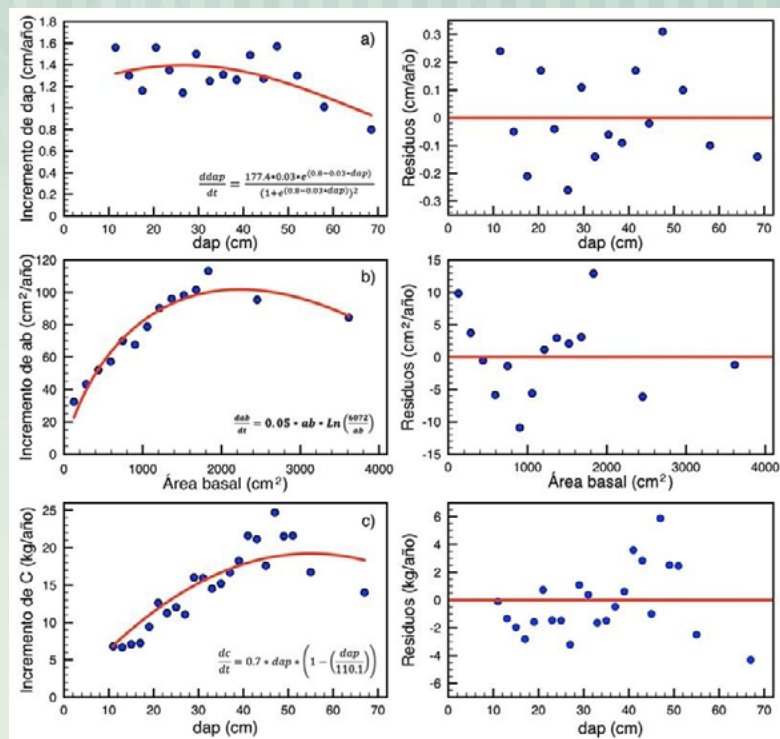 a)
Incremento de dap (cm/año)
1.8
1.6
1.4
1.2
1
0.8
0.6
0.4
0.2
0
ddap/dt = 177.4*0.03*e^(0.8−0.03*dap) / (1+e^(0.8−0.03*dap))^2
0 10 20 30 40 50 60 70
dap (cm)
Residuos (cm/año)
0.3
0.2
0.1
0
-0.1
-0.2
-0.3
0 10 20 30 40 50 60 70
dap (cm)
b)
Incremento de ab (cm²/año)
120
100
80
60
40
20
0
dab/dt = 0.05 * ab * Ln(6072/ab)
0 1000 2000 3000 4000
Área basal (cm²)
Residuos (cm²/año)
15
10
5
0
-5
-10
-15
0 1000 2000 3000 4000
Área basal (cm²)
c)
Incremento de C (kg/año)
25
20
15
10
5
0
dc/dt = 0.7 * dap * (1 − (dap/110.1))
0 10 20 30 40 50 60 70
dap (cm)
Residuos (kg/año)
6
4
2
0
-2
-4
-6
0 10 20 30 40 50 60 70
dap (cm)